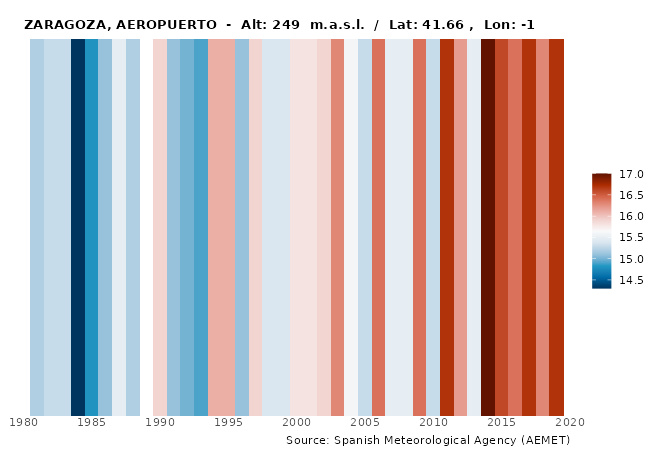 ZARAGOZA, AEROPUERTO  -  Alt: 249  m.a.s.l.  /  Lat: 41.66 ,  Lon: -1
17.0
16.5
16.0
15.5
15.0
14.5
1980 1985 1990 1995 2000 2005 2010 2015 2020
Source: Spanish Meteorological Agency (AEMET)